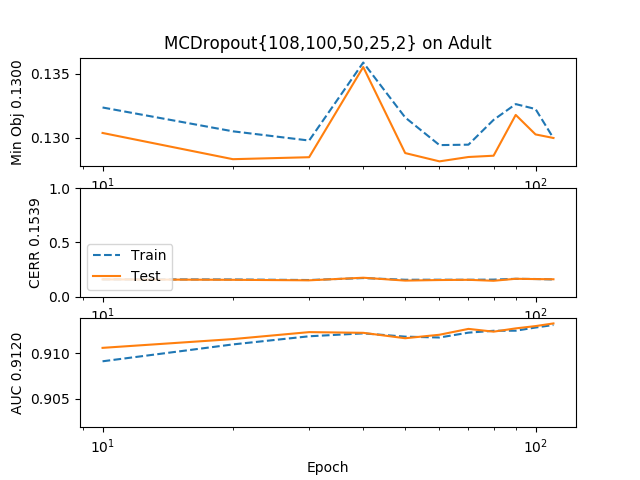 MCDropout{108,100,50,25,2} on Adult
Min Obj 0.1300
0.135
0.130
10¹
10²
CERR 0.1539
1.0
0.5
0.0
Train
Test
10¹
10²
AUC 0.9120
0.910
0.905
10¹
10²
Epoch